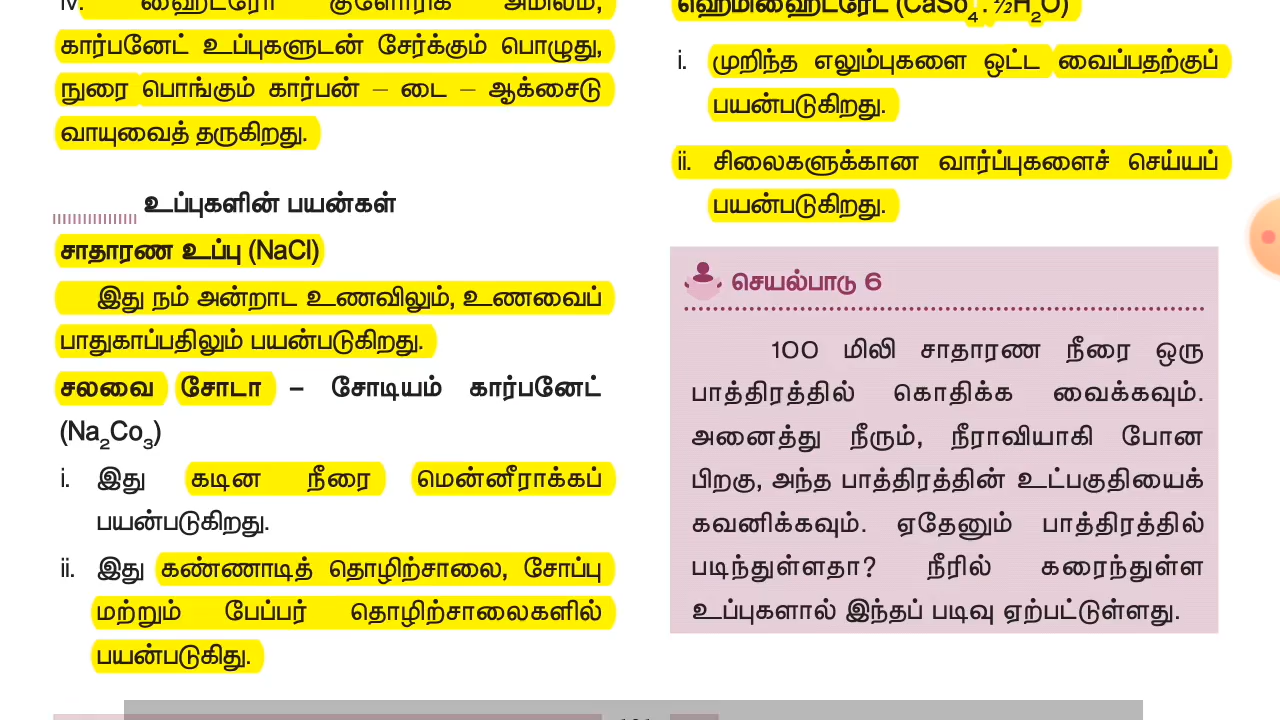 iv. ஹைட்ரோ குளோரிக் அமிலம்,
கார்பனேட் உப்புகளுடன் சேர்க்கும் பொழுது,
நுரை பொங்கும் கார்பன் – டை – ஆக்சைடு
வாயுவைத் தருகிறது.
உப்புகளின் பயன்கள்
சாதாரண உப்பு (NaCl)
இது நம் அன்றாட உணவிலும், உணவைப்
பாதுகாப்பதிலும் பயன்படுகிறது.
சலவை சோடா – சோடியம் கார்பனேட்
(Na₂Co₃)
i. இது கடின நீரை மென்னீராக்கப்
பயன்படுகிறது.
ii. இது கண்ணாடித் தொழிற்சாலை, சோப்பு
மற்றும் பேப்பர் தொழிற்சாலைகளில்
பயன்படுகிது.
ஹெமிஹைட்ரேட் (CaSo₄. ½H₂O)
i. முறிந்த எலும்புகளை ஒட்ட வைப்பதற்குப்
பயன்படுகிறது.
ii. சிலைகளுக்கான வார்ப்புகளைச் செய்யப்
பயன்படுகிறது.
செயல்பாடு 6
100 மிலி சாதாரண நீரை ஒரு
பாத்திரத்தில் கொதிக்க வைக்கவும்.
அனைத்து நீரும், நீராவியாகி போன
பிறகு, அந்த பாத்திரத்தின் உட்பகுதியைக்
கவனிக்கவும். ஏதேனும் பாத்திரத்தில்
படிந்துள்ளதா? நீரில் கரைந்துள்ள
உப்புகளால் இந்தப் படிவு ஏற்பட்டுள்ளது.